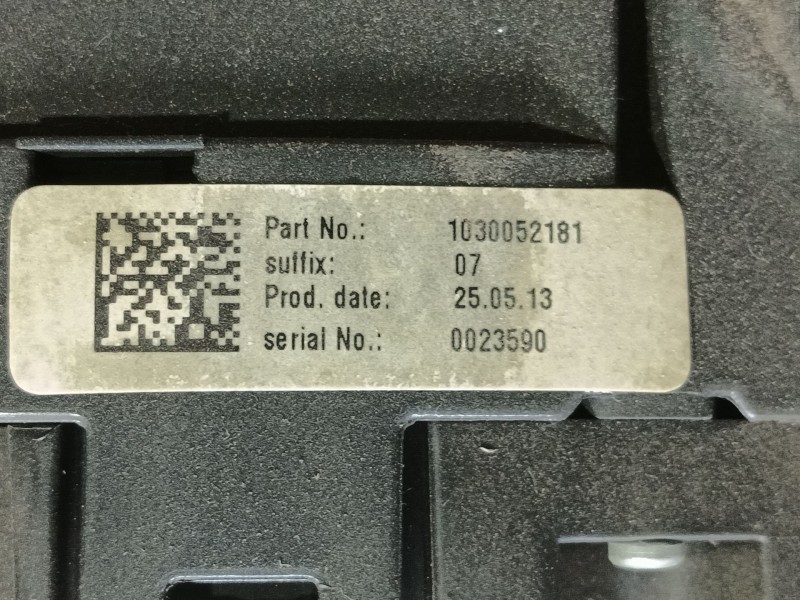 Part No.: 1030052181
suffix: 07
Prod. date: 25.05.13
serial No.: 0023590